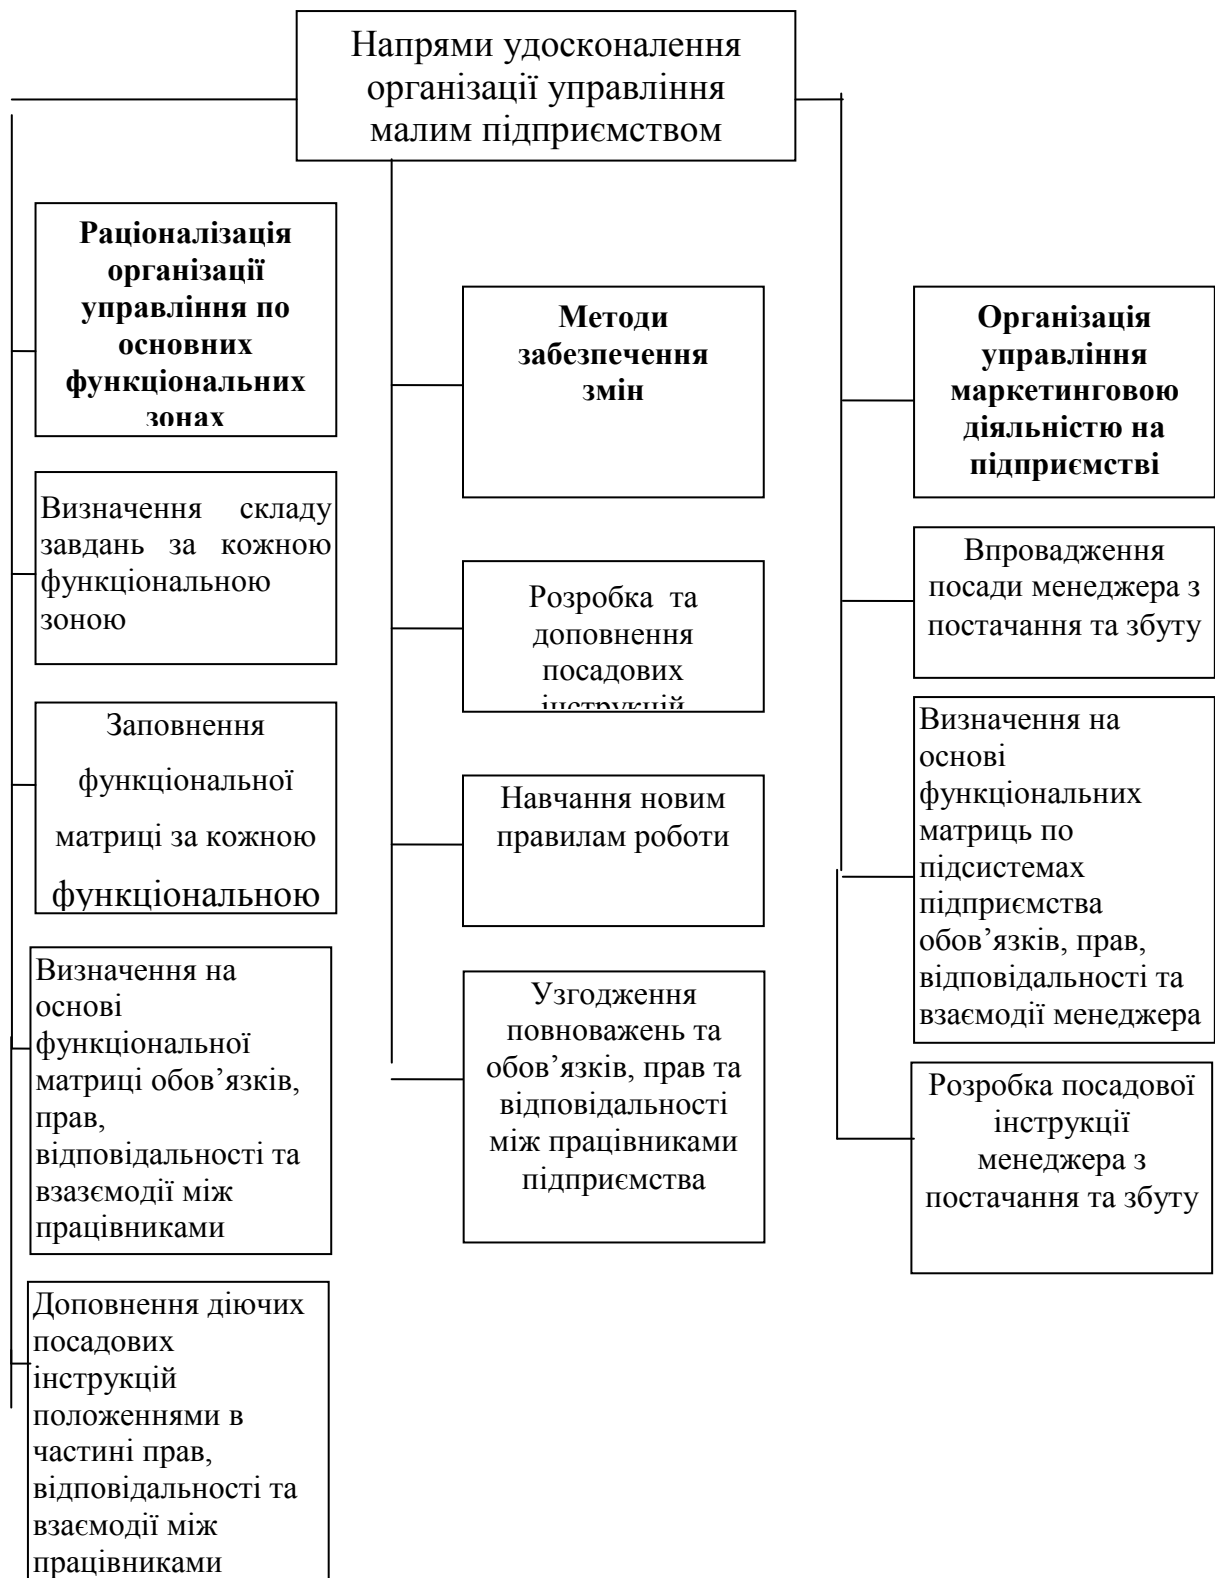 Напрями удосконалення
організації управління
малим підприємством
Раціоналізація
організації
управління по
основних
функціональних
зонах
Визначення складу
завдань за кожною
функціональною
зоною
Заповнення
функціональної
матриці за кожною
функціональною
Визначення на
основі
функціональної
матриці обов’язків,
прав,
відповідальності та
взазємодії між
працівниками
Доповнення діючих
посадових
інструкцій
положеннями в
частині прав,
відповідальності та
взаємодії між
працівниками
Методи
забезпечення
змін
Розробка та
доповнення
посадових
інструкцій
Навчання новим
правилам роботи
Узгодження
повноважень та
обов’язків, прав та
відповідальності
між працівниками
підприємства
Організація
управління
маркетинговою
діяльністю на
підприємстві
Впровадження
посади менеджера з
постачання та збуту
Визначення на
основі
функціональних
матриць по
підсистемах
підприємства
обов’язків, прав,
відповідальності та
взаємодії менеджера
Розробка посадової
інструкції
менеджера з
постачання та збуту